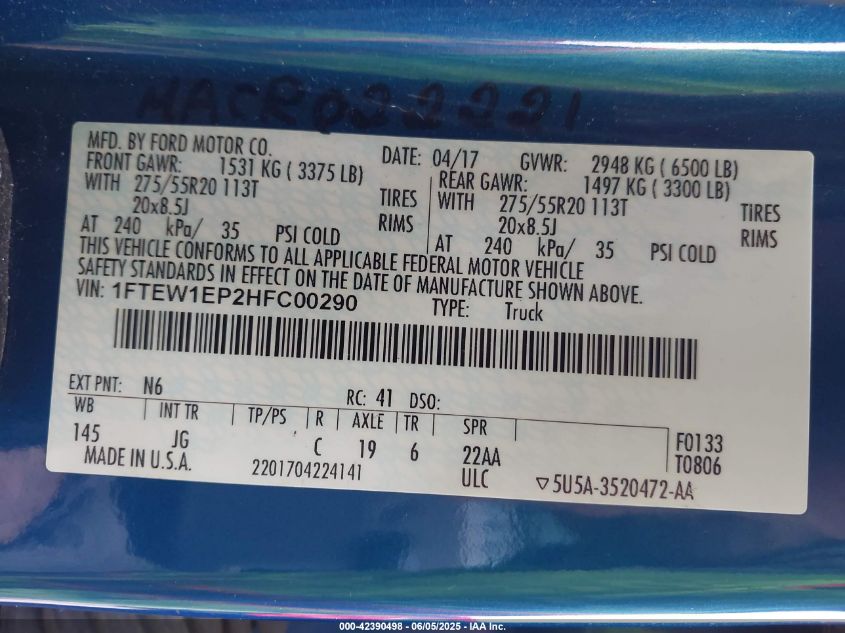 MACR022221
MFD. BY FORD MOTOR CO.
DATE: 04/17 GVWR: 2948 KG ( 6500 LB)
FRONT GAWR: 1531 KG ( 3375 LB)
REAR GAWR: 1497 KG ( 3300 LB)
WITH 275/55R20 113T TIRES
WITH 275/55R20 113T TIRES
20x8.5J RIMS
20x8.5J RIMS
AT 240 kPa/ 35 PSI COLD
AT 240 kPa/ 35 PSI COLD
THIS VEHICLE CONFORMS TO ALL APPLICABLE FEDERAL MOTOR VEHICLE
SAFETY STANDARDS IN EFFECT ON THE DATE OF MANUFACTURE SHOWN ABOVE.
VIN: 1FTEW1EP2HFC00290 TYPE: Truck
EXT PNT: N6 RC: 41 DSO:
WB INT TR TP/PS R AXLE TR SPR
145 JG C 19 6 22AA F0133
ULC T0806
MADE IN U.S.A. 2201704224141 ▽5U5A-3520472-AA
000-42390498 - 06/05/2025 - IAA Inc.